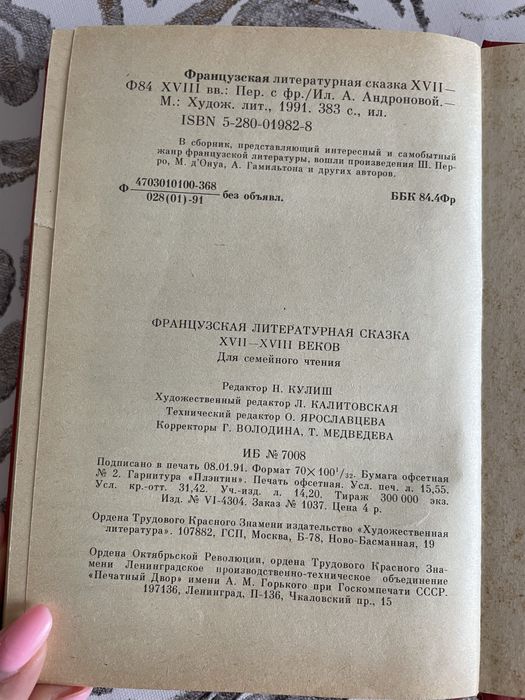 Французская литературная сказка XVII—
Ф84 XVIII вв.: Пер. с фр./Ил. А. Андроновой.—
М.: Худож. лит., 1991. 383 с., ил.
ISBN 5-280-01982-8
В сборник, представляющий интересный и самобытный
жанр французской литературы, вошли произведения Ш. Пер-
ро, М. д'Онуа, А. Гамильтона и других авторов.
Ф 4703010100-368
028(01)-91 без объявл.
ББК 84.4Фр
ФРАНЦУЗСКАЯ ЛИТЕРАТУРНАЯ СКАЗКА
XVII—XVIII ВЕКОВ
Для семейного чтения
Редактор Н. КУЛИШ
Художественный редактор Л. КАЛИТОВСКАЯ
Технический редактор О. ЯРОСЛАВЦЕВА
Корректоры Г. ВОЛОДИНА, Т. МЕДВЕДЕВА
ИБ № 7008
Подписано в печать 08.01.91. Формат 70×100 1/32. Бумага офсетная
№ 2. Гарнитура «Плэнтин». Печать офсетная. Усл. печ. л. 15,55.
Усл. кр.-отт. 31,42. Уч.-изд. л. 14,20. Тираж 300 000 экз.
Изд. № VI-4304. Заказ № 1037. Цена 4 р.
Ордена Трудового Красного Знамени издательство «Художественная
литература». 107882, ГСП, Москва, Б-78, Ново-Басманная, 19
Ордена Октябрьской Революции, ордена Трудового Красного Зна-
мени Ленинградское производственно-техническое объединение
«Печатный Двор» имени А. М. Горького при Госкомпечати СССР.
197136, Ленинград, П-136, Чкаловский пр., 15